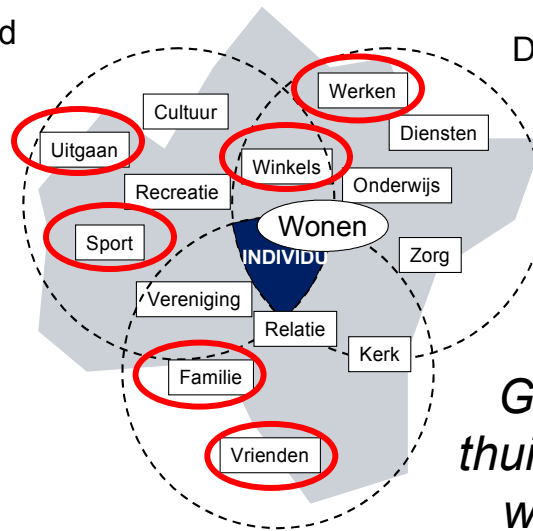 d
D
Werken
Cultuur
Diensten
Uitgaan
Winkels
Recreatie
Onderwijs
Wonen
Sport
INDIVIDU
Zorg
Vereniging
Relatie
Kerk
Familie
G
thui
Vrienden
w